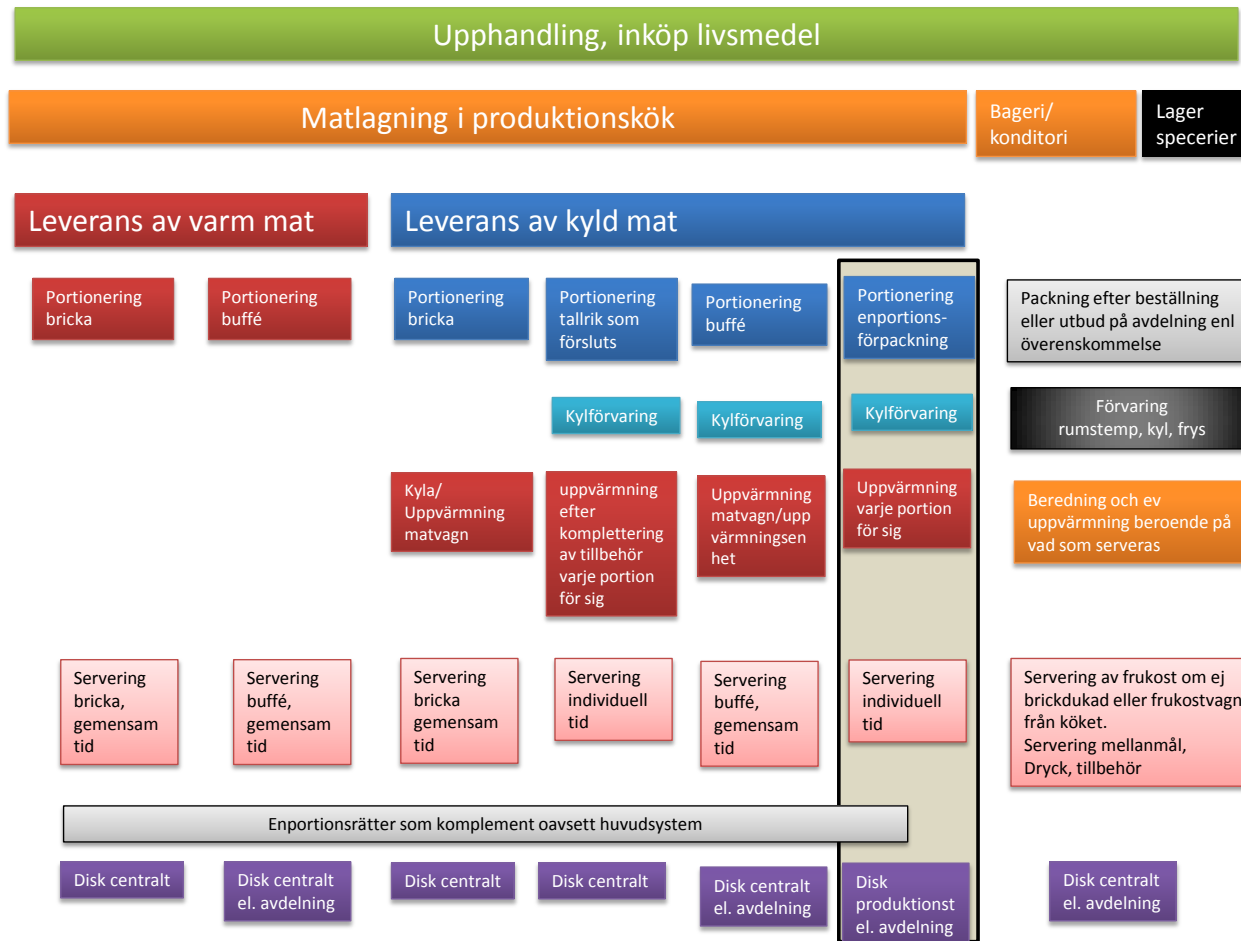 Upphandling, inköp livsmedel
Matlagning i produktionskök
Bageri/
konditori
Lager
specerier
Leverans av varm mat
Leverans av kyld mat
Portionering
bricka
Portionering
buffé
Portionering
bricka
Portionering
tallrik som
försluts
Portionering
buffé
Portionering
enportions-
förpackning
Packning efter beställning
eller utbud på avdelning enl
överenskommelse
Kylförvaring
Kylförvaring
Kylförvaring
Förvaring
rumstemp, kyl, frys
Kyla/
Uppvärmning
matvagn
uppvärmning
efter
komplettering
av tillbehör
varje portion
för sig
Uppvärmning
matvagn/upp
värmningsen
het
Uppvärmning
varje portion
för sig
Beredning och ev
uppvärmning beroende på
vad som serveras
Servering
bricka,
gemensam
tid
Servering
buffé,
gemensam
tid
Servering
bricka
gemensam
tid
Servering
individuell
tid
Servering
buffé,
gemensam
tid
Servering
individuell
tid
Servering av frukost om ej
brickdukad eller frukostvagn
från köket.
Servering mellanmål,
Dryck, tillbehör
Enportionsrätter som komplement oavsett huvudsystem
Disk centralt
Disk centralt
el. avdelning
Disk centralt
Disk centralt
Disk centralt
el. avdelning
Disk
produktionst
el. avdelning
Disk centralt
el. avdelning